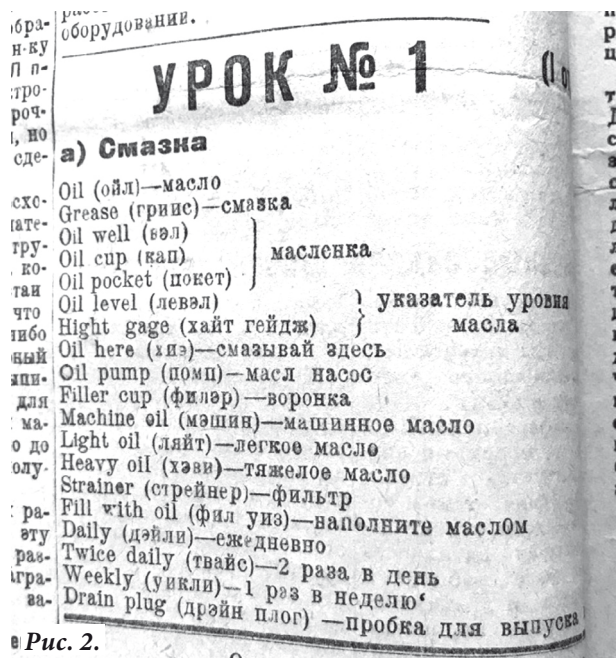 оборудовании.
УРОК № 1
а) Смазка
Oil (ойл)—масло
Grease (гриис)—смазка
Oil well (вэл)
Oil cup (кап)
Oil pocket (покет)
масленка
Oil level (левэл)
Hight gage (хайт гейдж)
указатель уровня
масла
Oil here (хиэ)—смазывай здесь
Oil pump (помп)—масл насос
Filler cup (филэр)—воронка
Machine oil (мэшин)—машинное масло
Light oil (ляйт)—легкое масло
Heavy oil (хэви)—тяжелое масло
Strainer (стрейнер)—фильтр
Fill with oil (фил уиз)—наполните маслОм
Daily (дэйли)—ежедневно
Twice daily (твайс)—2 раза в день
Weekly (уикли)—1 раз в неделю
Drain plug (дрэйн плог) —пробка для выпуска
Рис. 2.